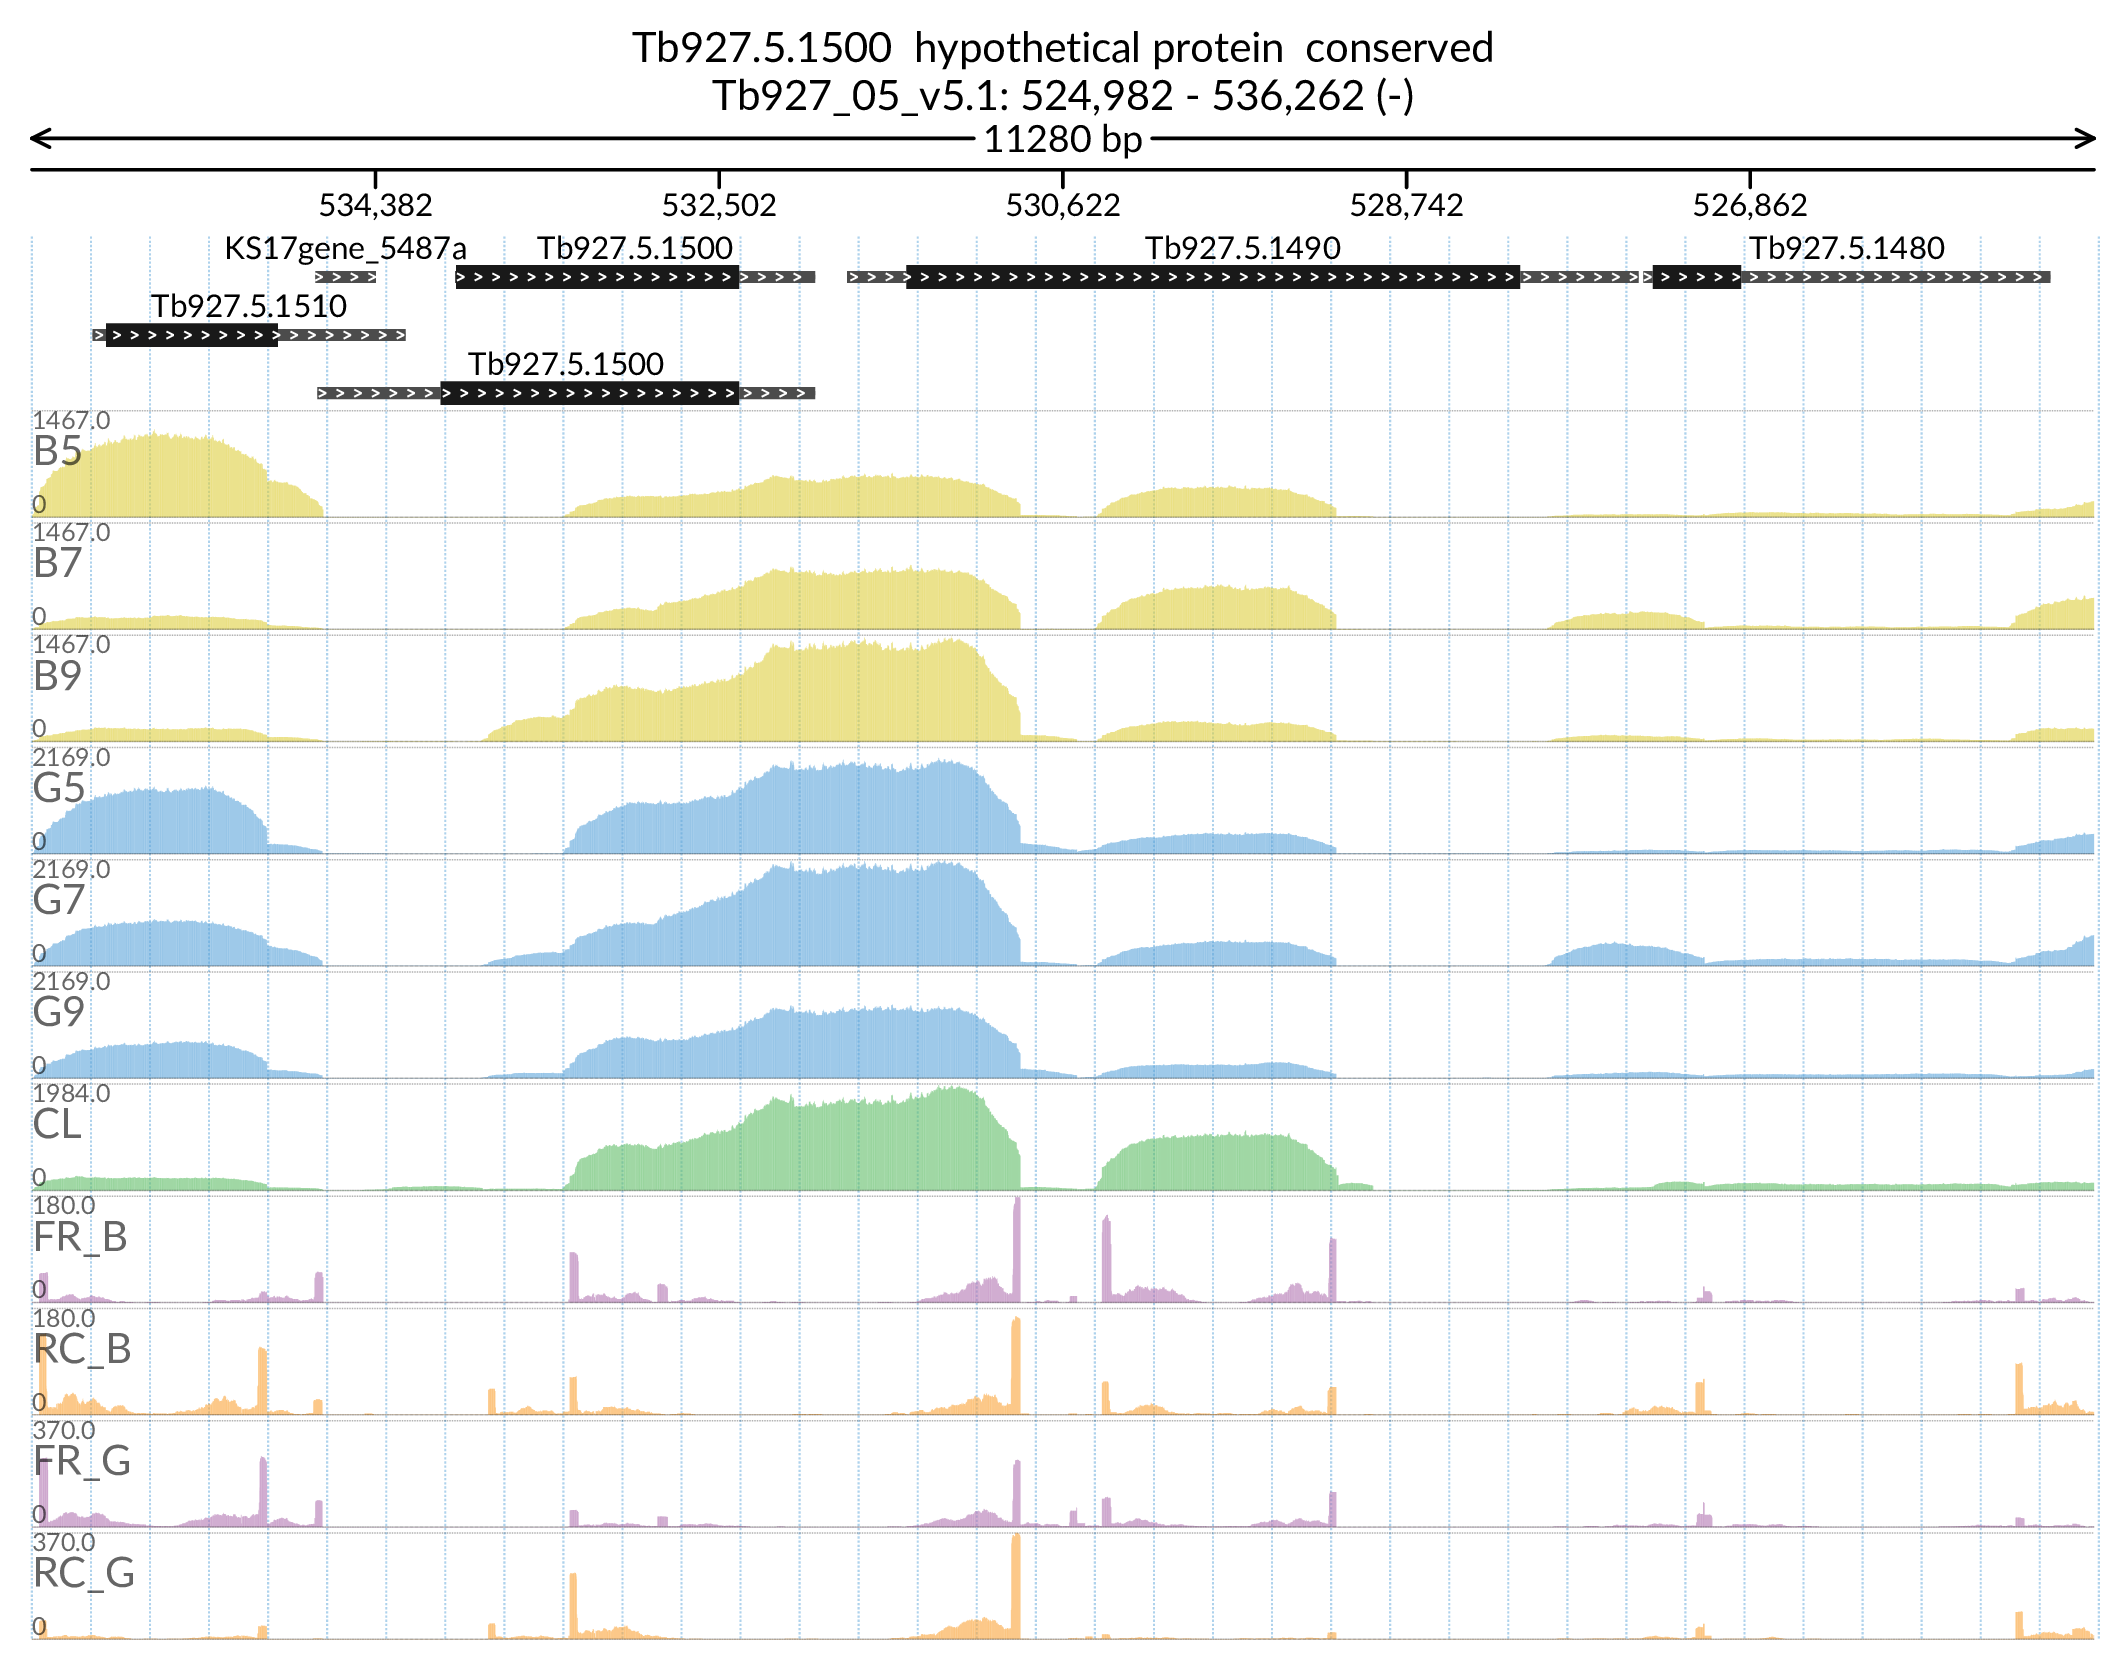 Tb927.5.1500  hypothetical protein  conserved
Tb927_05_v5.1: 524,982 - 536,262 (-)
11280 bp
534,382 532,502 530,622 528,742 526,862
KS17gene_5487a Tb927.5.1500 Tb927.5.1490 Tb927.5.1480
Tb927.5.1510
Tb927.5.1500
1467.0
B5
0
1467.0
B7
0
1467.0
B9
0
2169.0
G5
0
2169.0
G7
0
2169.0
G9
0
1984.0
CL
0
180.0
FR_B
0
180.0
RC_B
0
370.0
FR_G
0
370.0
RC_G
0